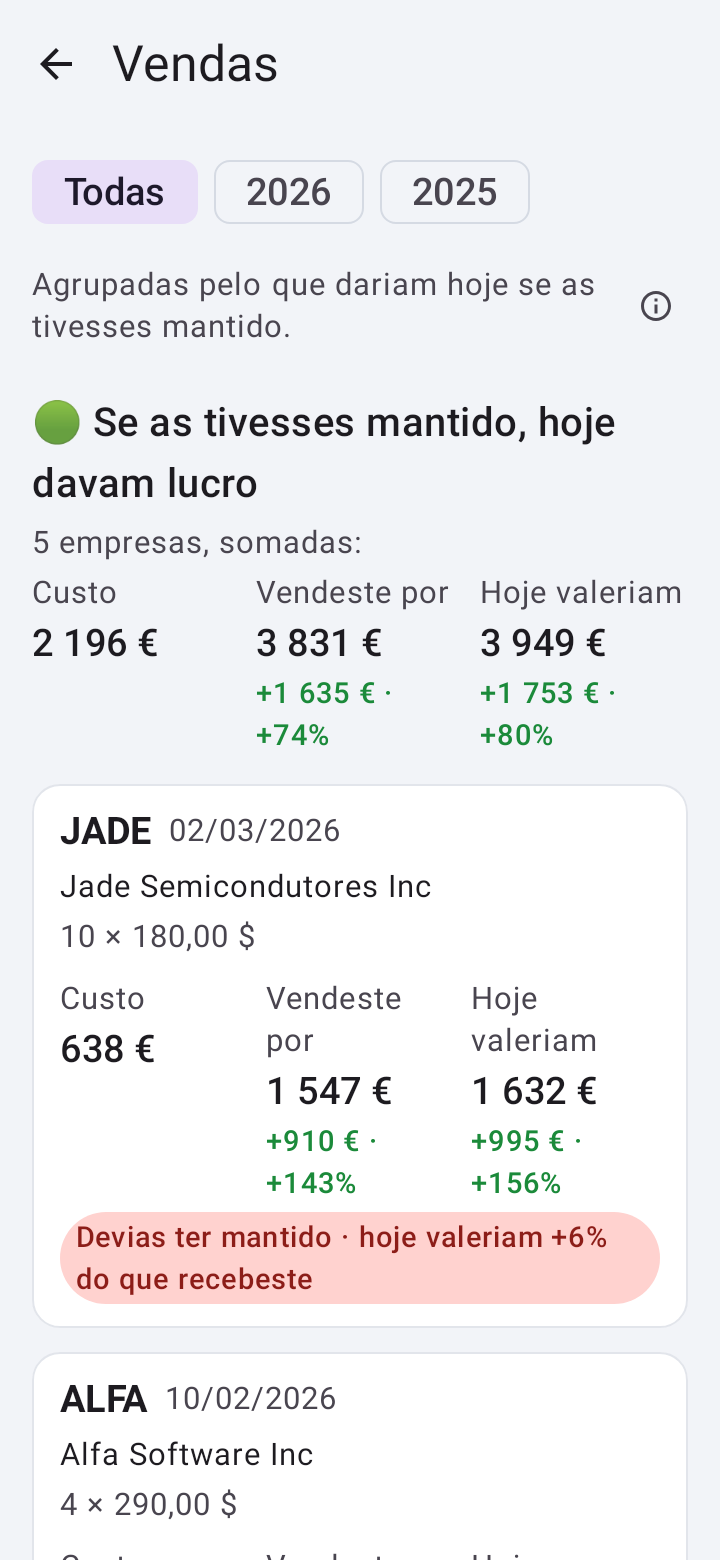 Vendas
Todas 2026 2025
Agrupadas pelo que dariam hoje se as
tivesses mantido.
Se as tivesses mantido, hoje
davam lucro
5 empresas, somadas:
Custo Vendeste por Hoje valeriam
2 196 € 3 831 € 3 949 €
+1 635 € · +1 753 € ·
+74% +80%
JADE 02/03/2026
Jade Semicondutores Inc
10 × 180,00 $
Custo Vendeste Hoje
por valeriam
638 €
1 547 € 1 632 €
+910 € · +995 € ·
+143% +156%
Devias ter mantido · hoje valeriam +6%
do que recebeste
ALFA 10/02/2026
Alfa Software Inc
4 × 290,00 $